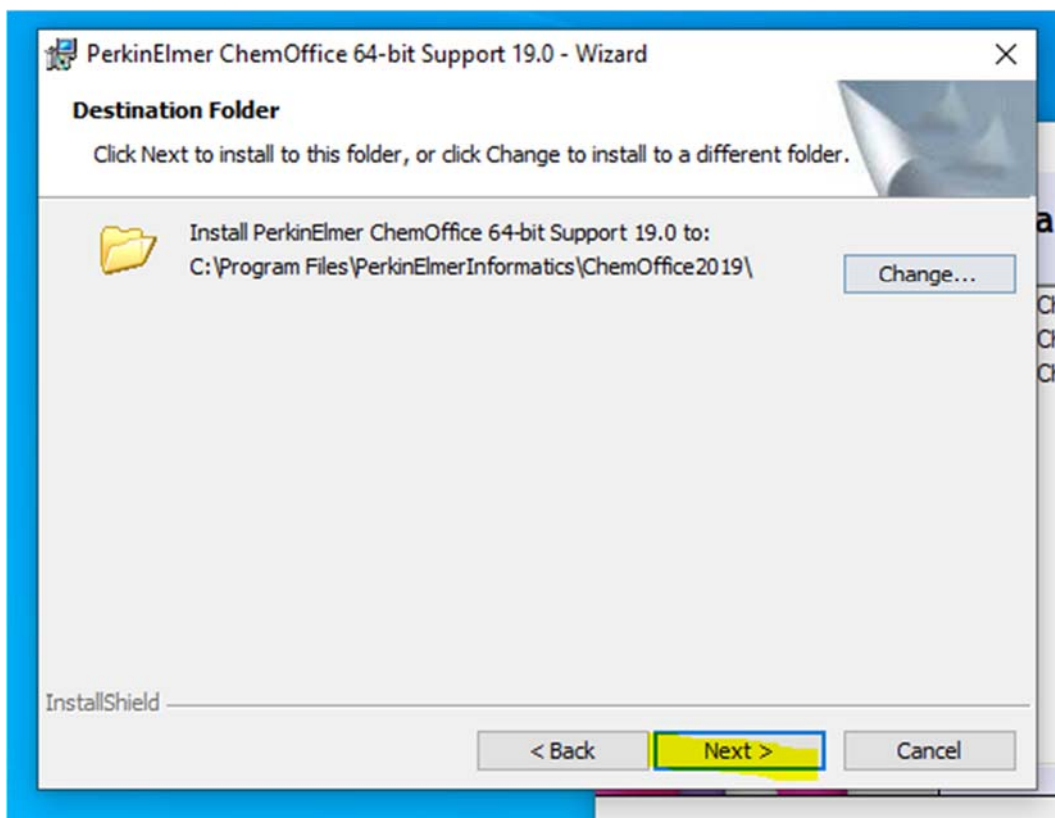 PerkinElmer ChemOffice 64-bit Support 19.0 - Wizard
Destination Folder
Click Next to install to this folder, or click Change to install to a different folder.
Install PerkinElmer ChemOffice 64-bit Support 19.0 to:
C:\Program Files\PerkinElmerInformatics\ChemOffice2019\
Change...
InstallShield
< Back
Next >
Cancel